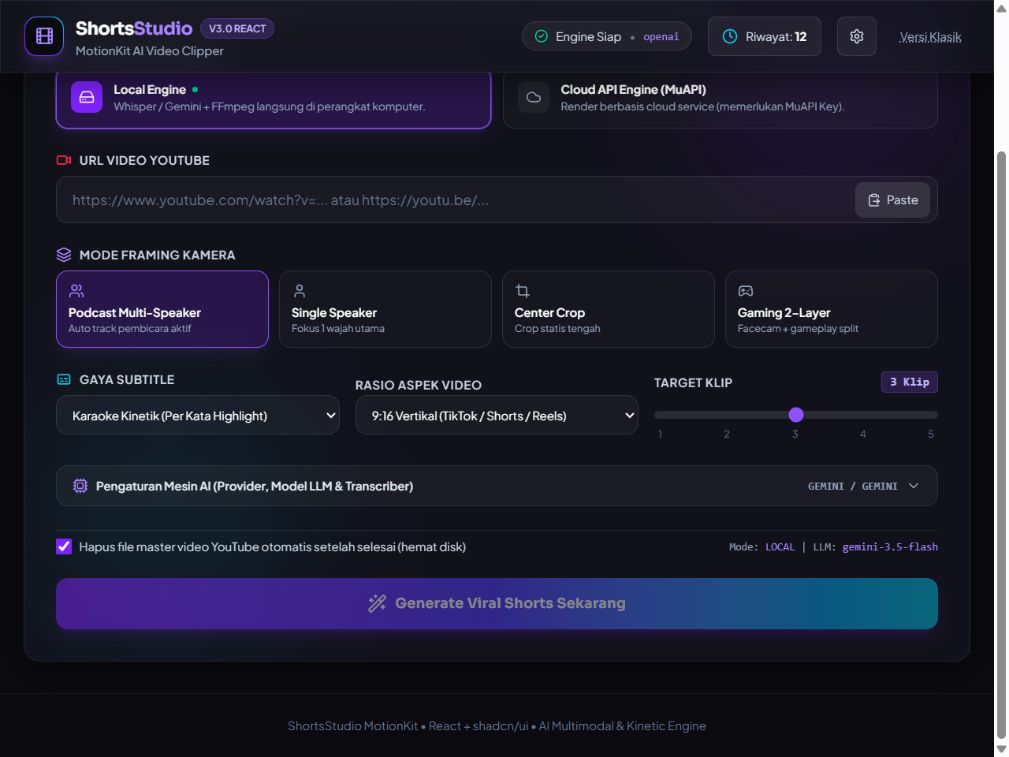 ShortsStudio V3.0 REACT
MotionKit AI Video Clipper
Engine Siap • openai
Riwayat: 12
Versi Klasik
Local Engine
Whisper / Gemini + FFmpeg langsung di perangkat komputer.
Cloud API Engine (MuAPI)
Render berbasis cloud service (memerlukan MuAPI Key).
URL VIDEO YOUTUBE
https://www.youtube.com/watch?v=... atau https://youtu.be/...
Paste
MODE FRAMING KAMERA
Podcast Multi-Speaker
Auto track pembicara aktif
Single Speaker
Fokus 1 wajah utama
Center Crop
Crop statis tengah
Gaming 2-Layer
Facecam + gameplay split
GAYA SUBTITLE
Karaoke Kinetik (Per Kata Highlight)
RASIO ASPEK VIDEO
9:16 Vertikal (TikTok / Shorts / Reels)
TARGET KLIP
3 Klip
1 2 3 4 5
Pengaturan Mesin AI (Provider, Model LLM & Transcriber)
GEMINI / GEMINI
Hapus file master video YouTube otomatis setelah selesai (hemat disk)
Mode: LOCAL | LLM: gemini-3.5-flash
Generate Viral Shorts Sekarang
ShortsStudio MotionKit • React + shadcn/ui • AI Multimodal & Kinetic Engine